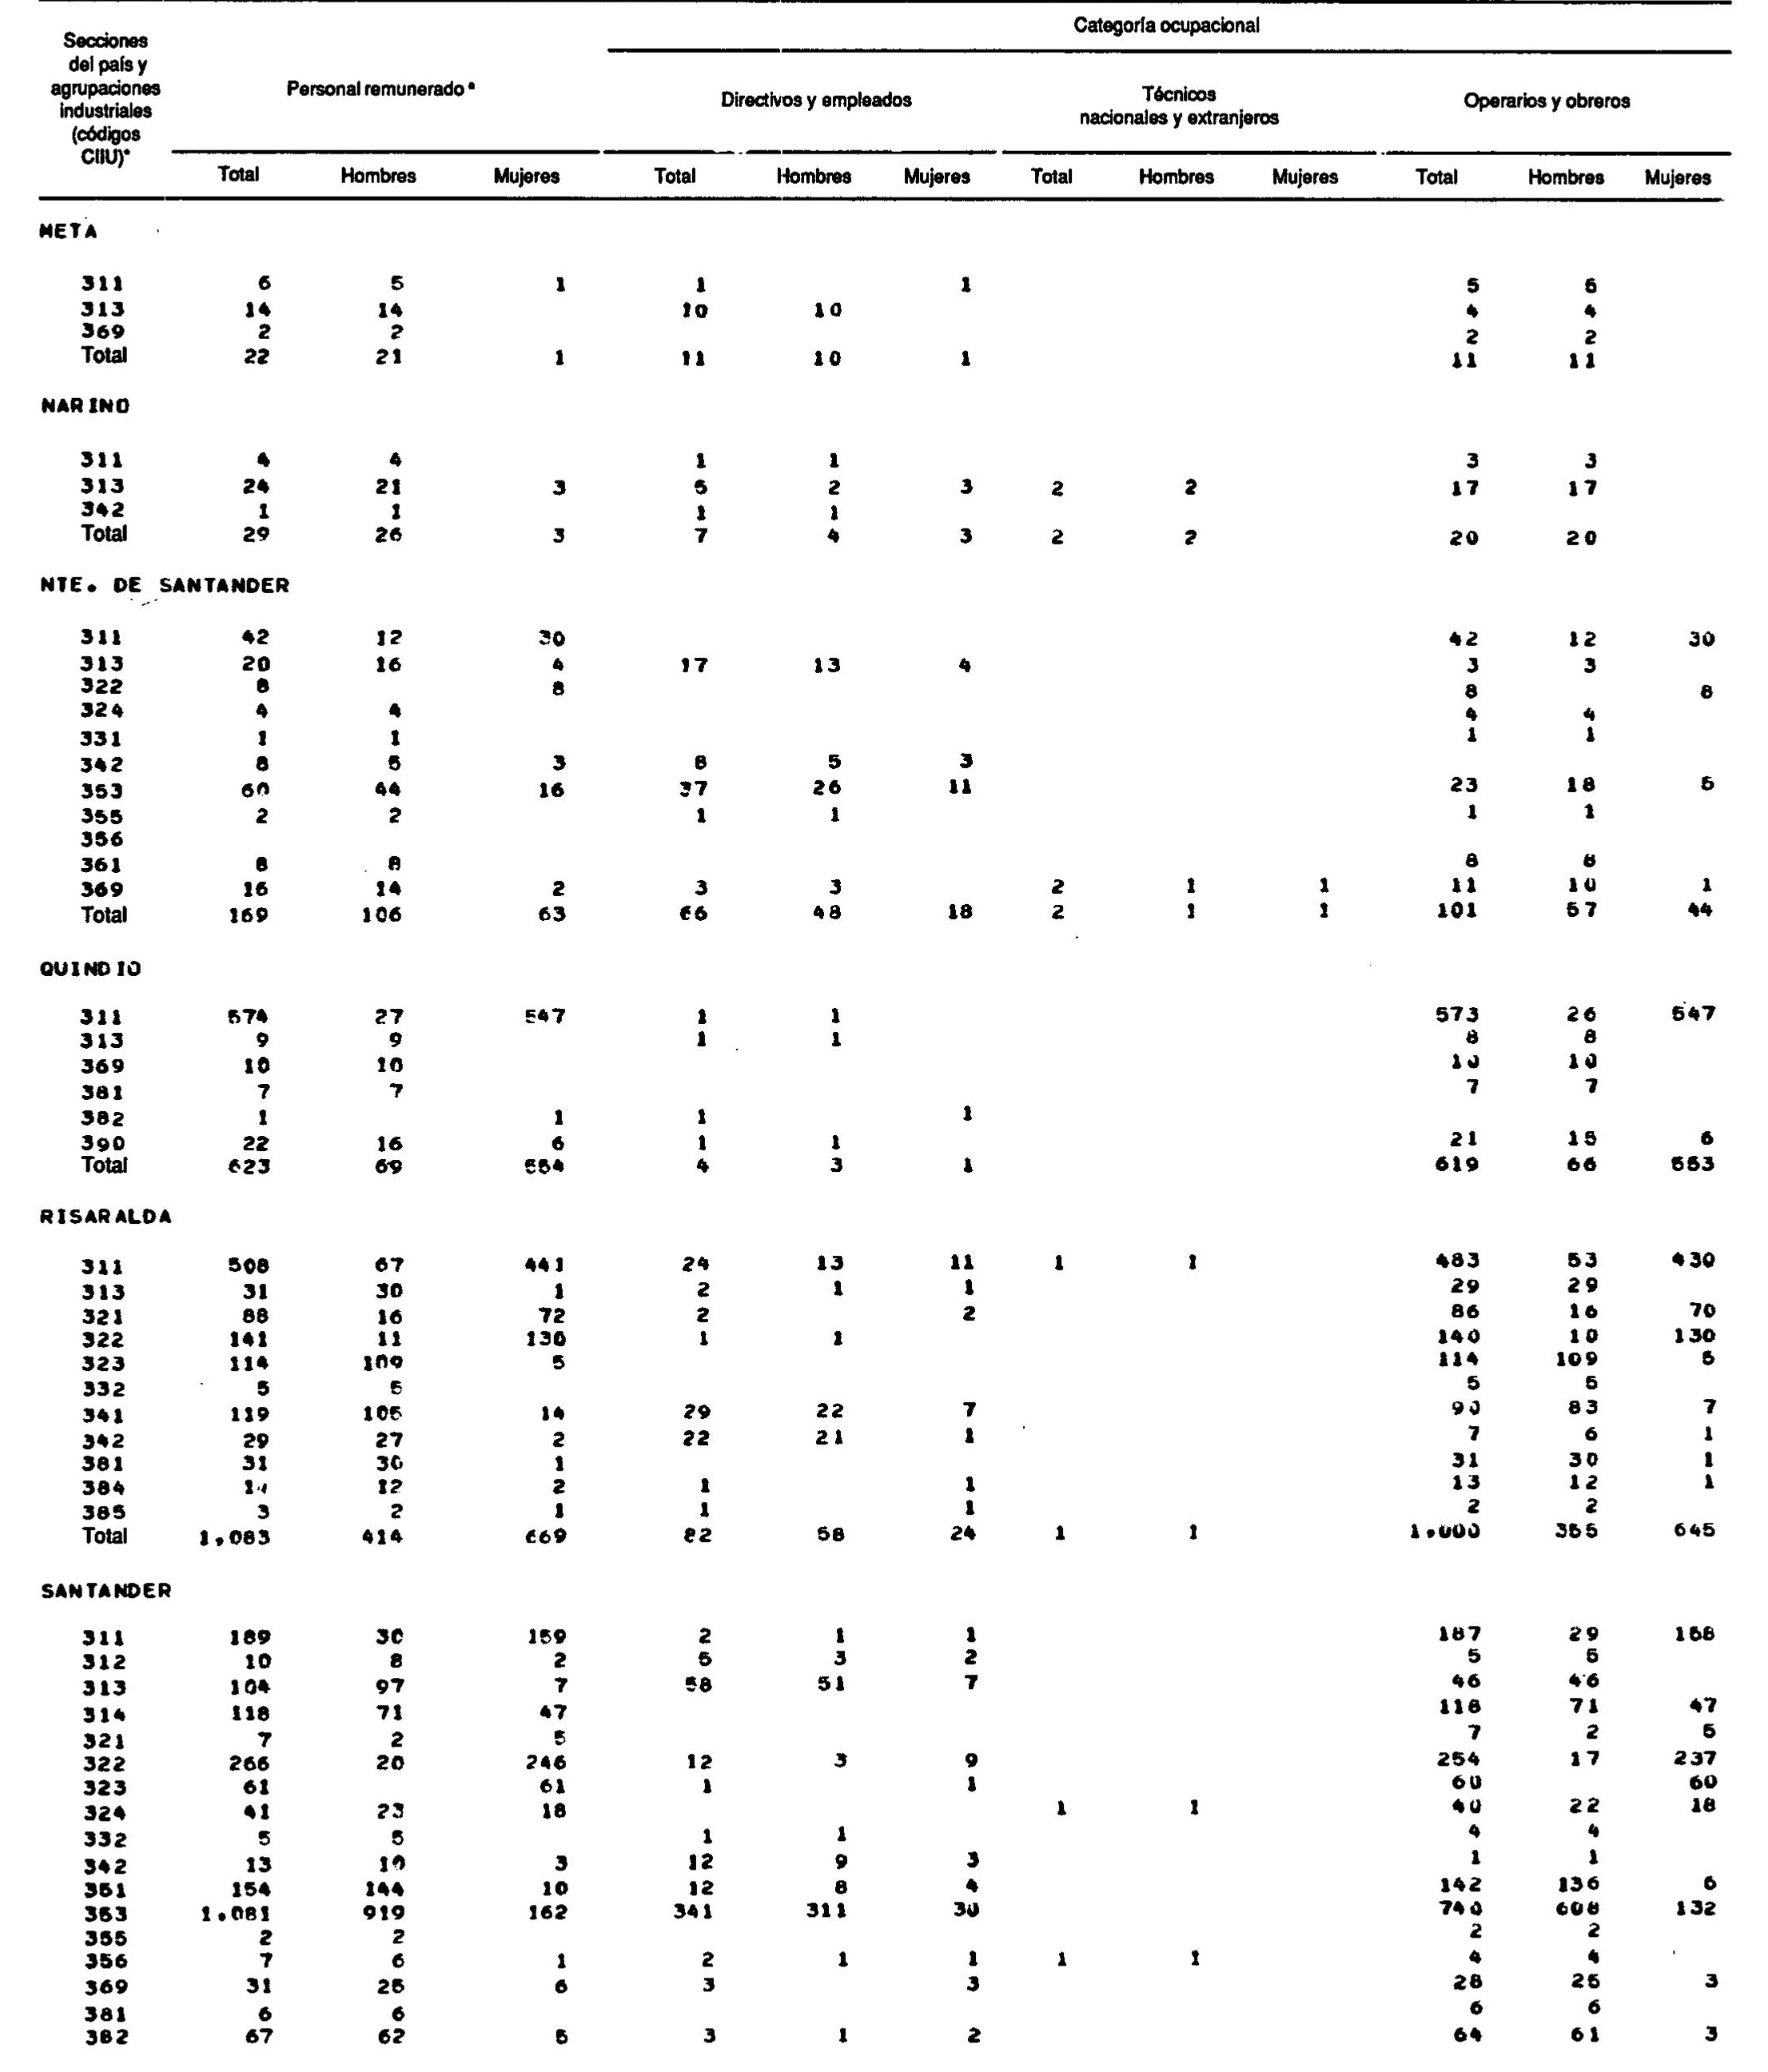 Categoría ocupacional
Secciones
del país y
agrupaciones
industriales
(códigos
CIIU)*
Personal remunerado ª
Directivos y empleados
Técnicos
nacionales y extranjeros
Operarios y obreros
Total Hombres Mujeres Total Hombres Mujeres Total Hombres Mujeres Total Hombres Mujeres
META
311 6 5 1 1 1 5 5
313 14 14 10 10 4 4
369 2 2 2 2
Total 22 21 1 11 10 1 11 11
NARINO
311 4 4 1 1 3 3
313 24 21 3 5 2 3 2 2 17 17
342 1 1 1 1
Total 29 26 3 7 4 3 2 2 20 20
NTE. DE SANTANDER
311 42 12 30 42 12 30
313 20 16 4 17 13 4 3 3
322 8 8 8 8
324 4 4 4 4
331 1 1 1 1
342 8 5 3 8 5 3
353 60 44 16 37 26 11 23 18 5
355 2 2 1 1 1 1
356
361 8 8 8 8
369 16 14 2 3 3 2 1 1 11 10 1
Total 169 106 63 66 48 18 2 1 1 101 57 44
QUINDIO
311 574 27 547 1 1 573 26 547
313 9 9 1 1 8 8
369 10 10 10 10
381 7 7 7 7
382 1 1 1 1
390 22 16 6 1 1 21 15 6
Total 623 69 554 4 3 1 619 66 553
RISARALDA
311 508 67 441 24 13 11 1 1 483 53 430
313 31 30 1 2 1 1 29 29
321 88 16 72 2 2 86 16 70
322 141 11 130 1 1 140 10 130
323 114 109 5 114 109 5
332 5 5 5 5
341 119 105 14 29 22 7 90 83 7
342 29 27 2 22 21 1 7 6 1
381 31 30 1 31 30 1
384 14 12 2 1 1 13 12 1
385 3 2 1 1 1 2 2
Total 1,083 414 669 82 58 24 1 1 1,000 355 645
SANTANDER
311 189 30 159 2 1 1 187 29 158
312 10 8 2 5 3 2 5 5
313 104 97 7 58 51 7 46 46
314 118 71 47 118 71 47
321 7 2 5 7 2 5
322 266 20 246 12 3 9 254 17 237
323 61 61 1 1 60 60
324 41 23 18 1 1 40 22 18
332 5 5 1 1 4 4
342 13 10 3 12 9 3 1 1
351 154 144 10 12 8 4 142 136 6
353 1.081 919 162 341 311 30 740 608 132
355 2 2 2 2
356 7 6 1 2 1 1 1 1 4 4
369 31 25 6 3 3 28 25 3
381 6 6 6 6
382 67 62 5 3 1 2 64 61 3